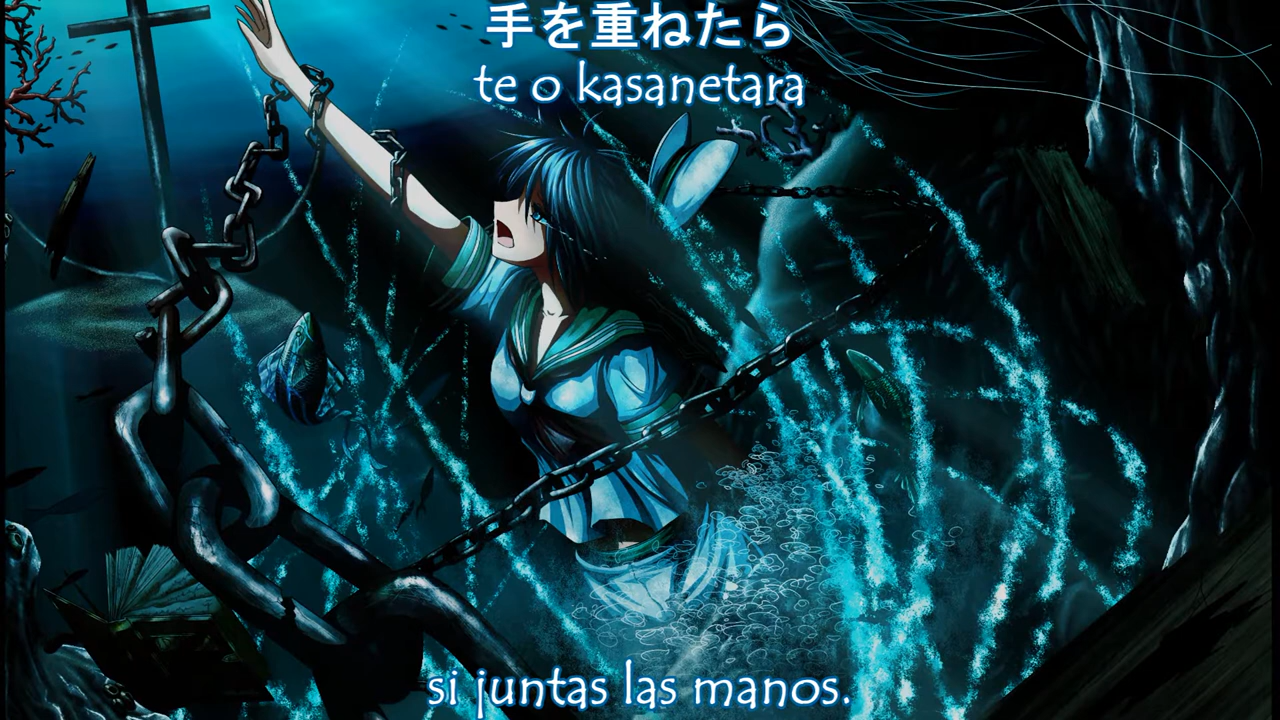 手を重ねたら
te o kasanetara
si juntas las manos.